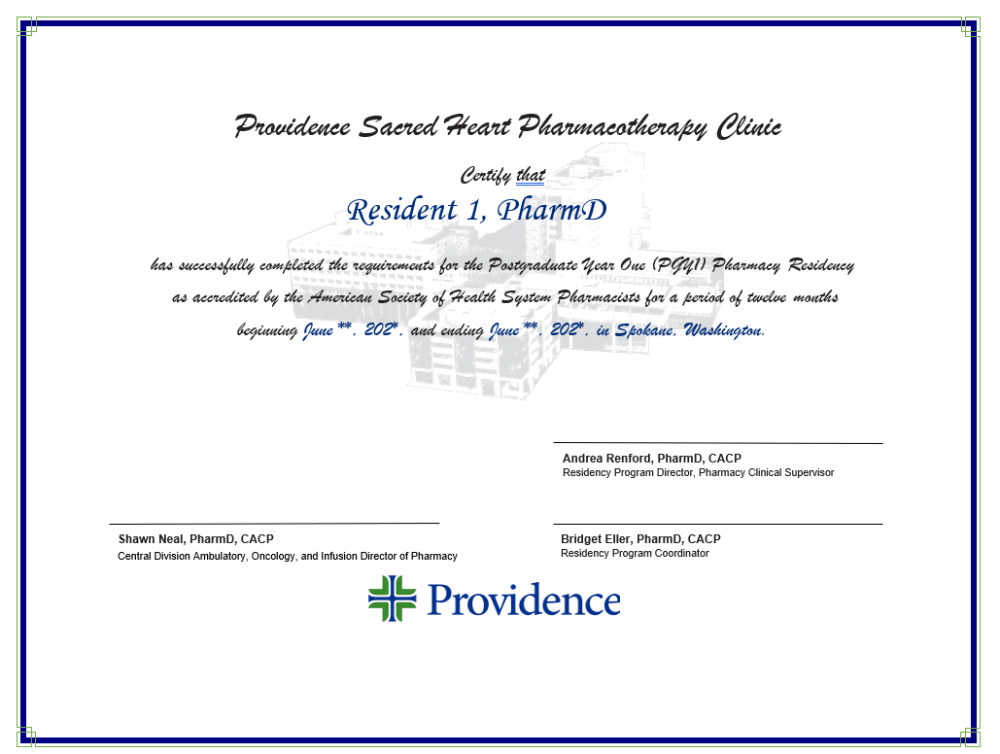 Providence Sacred Heart Pharmacotherapy Clinic
Certify that
Resident 1, PharmD
has successfully completed the requirements for the Postgraduate Year One (PGY1) Pharmacy Residency
as accredited by the American Society of Health System Pharmacists for a period of twelve months
beginning June **, 202*, and ending June **, 202*, in Spokane, Washington.
Andrea Renford, PharmD, CACP
Residency Program Director, Pharmacy Clinical Supervisor
Shawn Neal, PharmD, CACP
Central Division Ambulatory, Oncology, and Infusion Director of Pharmacy
Bridget Eller, PharmD, CACP
Residency Program Coordinator
Providence